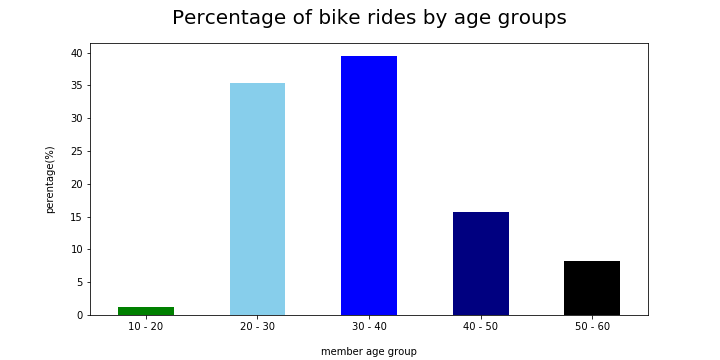 Percentage of bike rides by age groups
40
35
30
25
20
15
10
5
0
perentage(%)
10 - 20
20 - 30
30 - 40
40 - 50
50 - 60
member age group